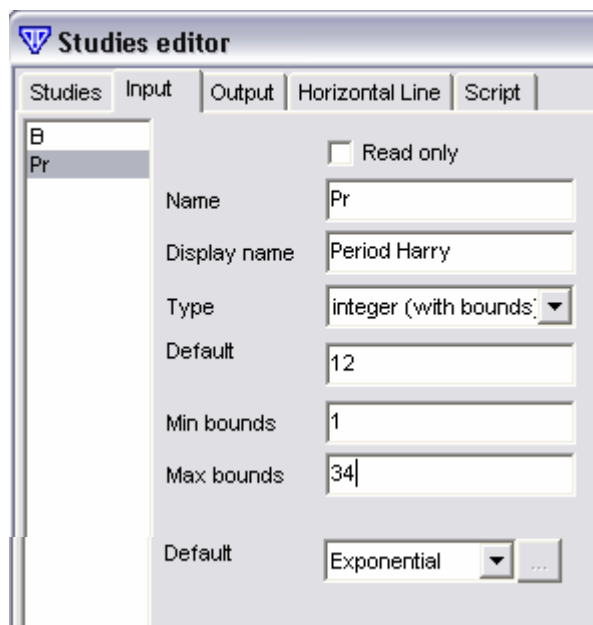 Studies editor
Studies Input Output Horizontal Line Script
B
Pr
Read only
Name Pr
Display name Period Harry
Type integer (with bounds)
Default 12
Min bounds 1
Max bounds 34
Default Exponential ...